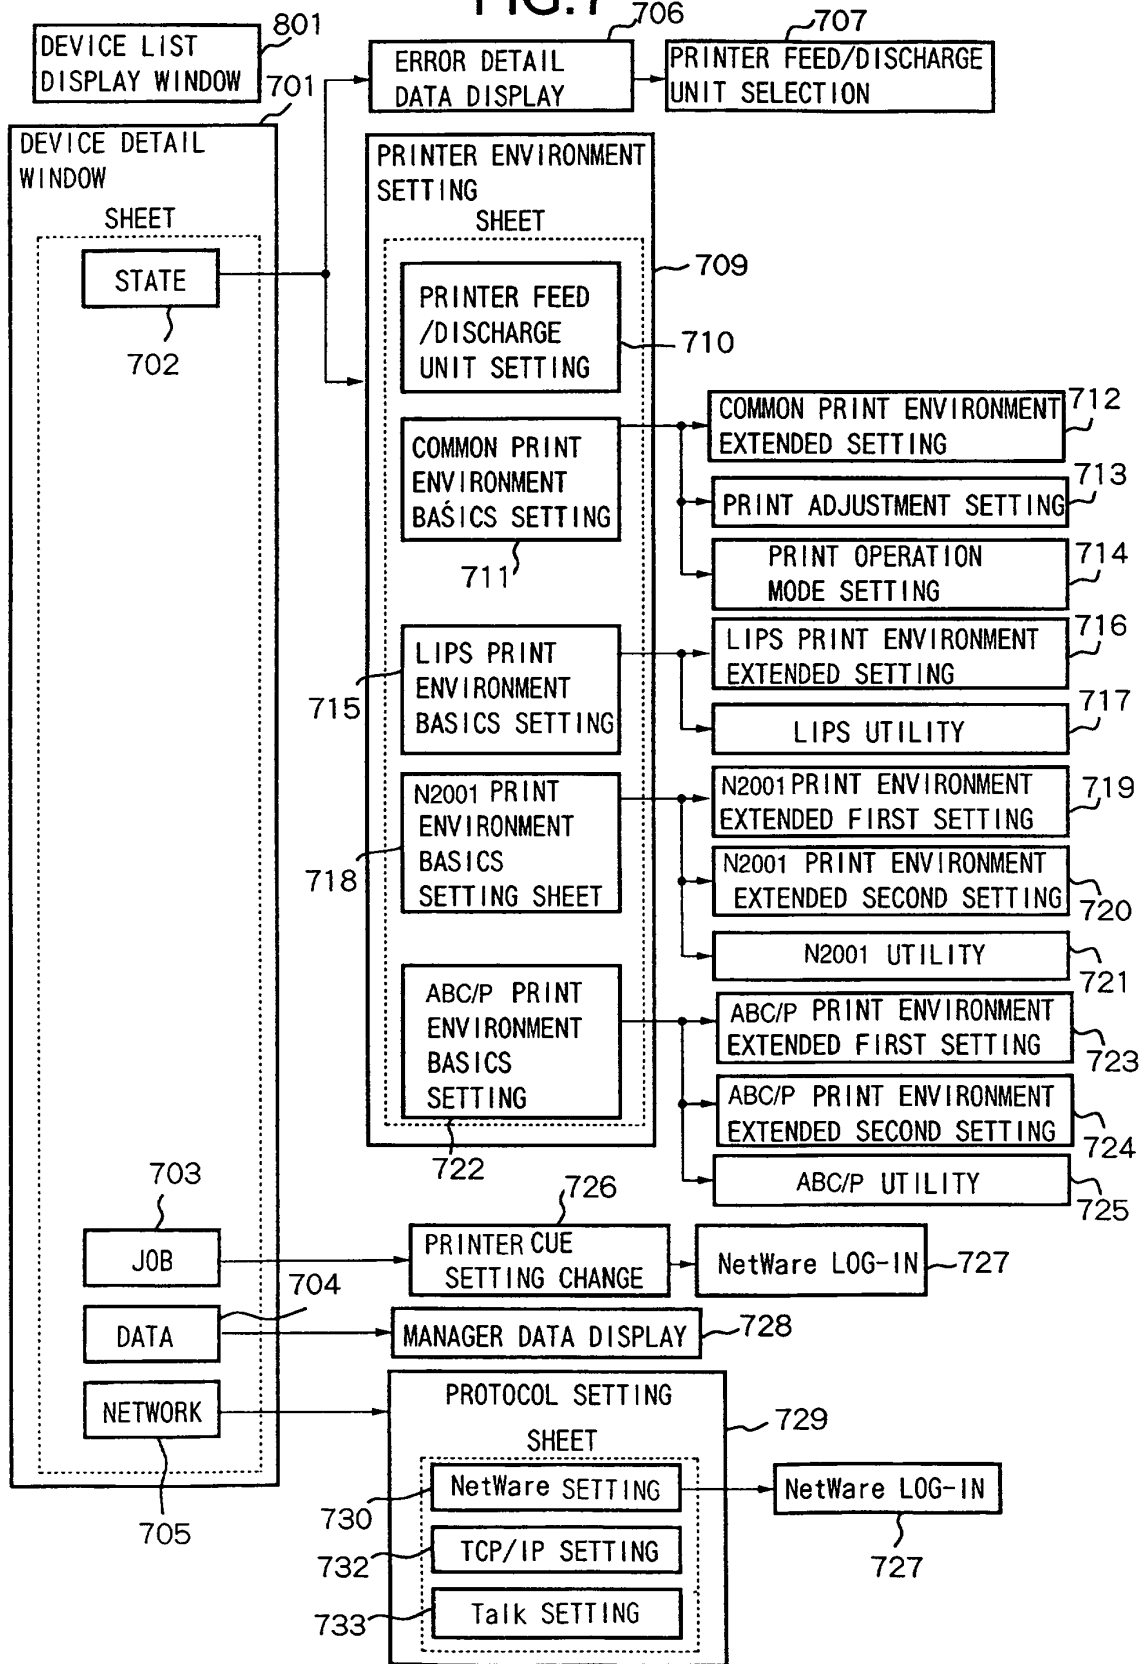 FIG.7
801
DEVICE LIST
DISPLAY WINDOW
701
DEVICE DETAIL
WINDOW
SHEET
STATE
702
706
ERROR DETAIL
DATA DISPLAY
707
PRINTER FEED/DISCHARGE
UNIT SELECTION
PRINTER ENVIRONMENT
SETTING
SHEET
709
PRINTER FEED
/DISCHARGE
UNIT SETTING
710
COMMON PRINT
ENVIRONMENT
BASICS SETTING
711
COMMON PRINT ENVIRONMENT
EXTENDED SETTING
712
PRINT ADJUSTMENT SETTING
713
PRINT OPERATION
MODE SETTING
714
LIPS PRINT
ENVIRONMENT
BASICS SETTING
715
LIPS PRINT ENVIRONMENT
EXTENDED SETTING
716
LIPS UTILITY
717
N2001 PRINT
ENVIRONMENT
BASICS
SETTING SHEET
718
N2001 PRINT ENVIRONMENT
EXTENDED FIRST SETTING
719
N2001 PRINT ENVIRONMENT
EXTENDED SECOND SETTING
720
N2001 UTILITY
721
ABC/P PRINT
ENVIRONMENT
BASICS
SETTING
722
ABC/P PRINT ENVIRONMENT
EXTENDED FIRST SETTING
723
ABC/P PRINT ENVIRONMENT
EXTENDED SECOND SETTING
724
ABC/P UTILITY
725
703
JOB
726
PRINTER CUE
SETTING CHANGE
NetWare LOG-IN
727
704
DATA
MANAGER DATA DISPLAY
728
NETWORK
705
PROTOCOL SETTING
729
SHEET
NetWare SETTING
730
NetWare LOG-IN
727
TCP/IP SETTING
732
Talk SETTING
733